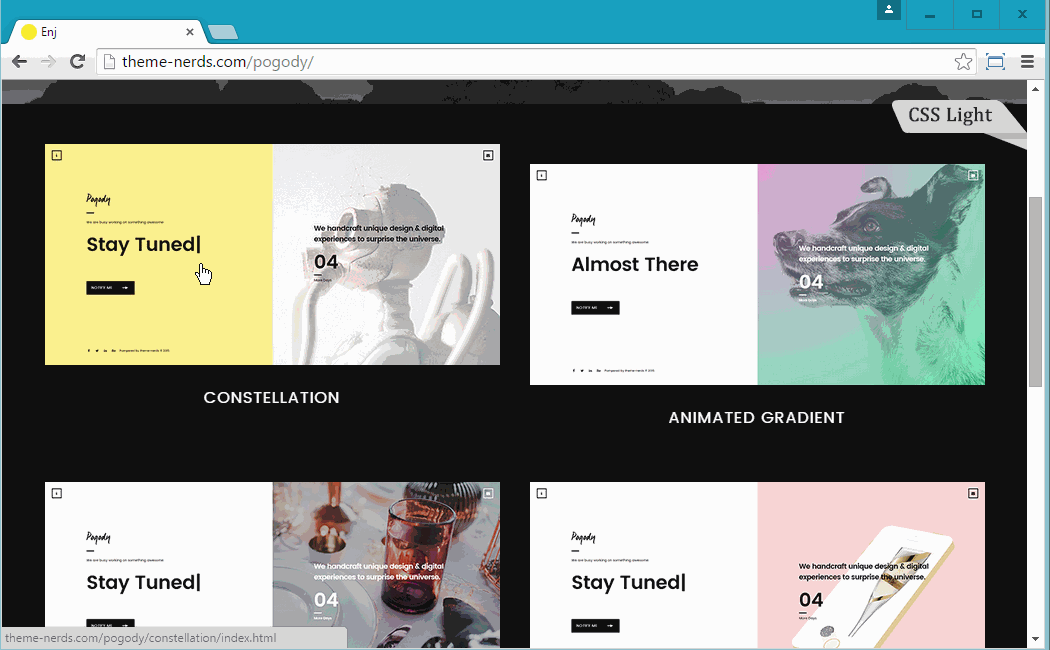 Enj
theme-nerds.com/pogody/
CSS Light
Pogody
We are busy working on something awesome
Stay Tuned|
NOTIFY ME
Pampered by theme-nerds © 2015
We handcraft unique design & digital
experiences to surprise the universe.
04
More Days
CONSTELLATION
Pogody
We are busy working on something awesome
Almost There
NOTIFY ME
Pampered by theme-nerds © 2015
We handcraft unique design & digital
experiences to surprise the universe.
04
ANIMATED GRADIENT
Pogody
We are busy working on something awesome
Stay Tuned|
NOTIFY ME
We handcraft unique design & digital
experiences to surprise the universe.
04
More Days
Pogody
We are busy working on something awesome
Stay Tuned|
NOTIFY ME
We handcraft unique design & digital
experiences to surprise the universe.
04
More Days
theme-nerds.com/pogody/constellation/index.html